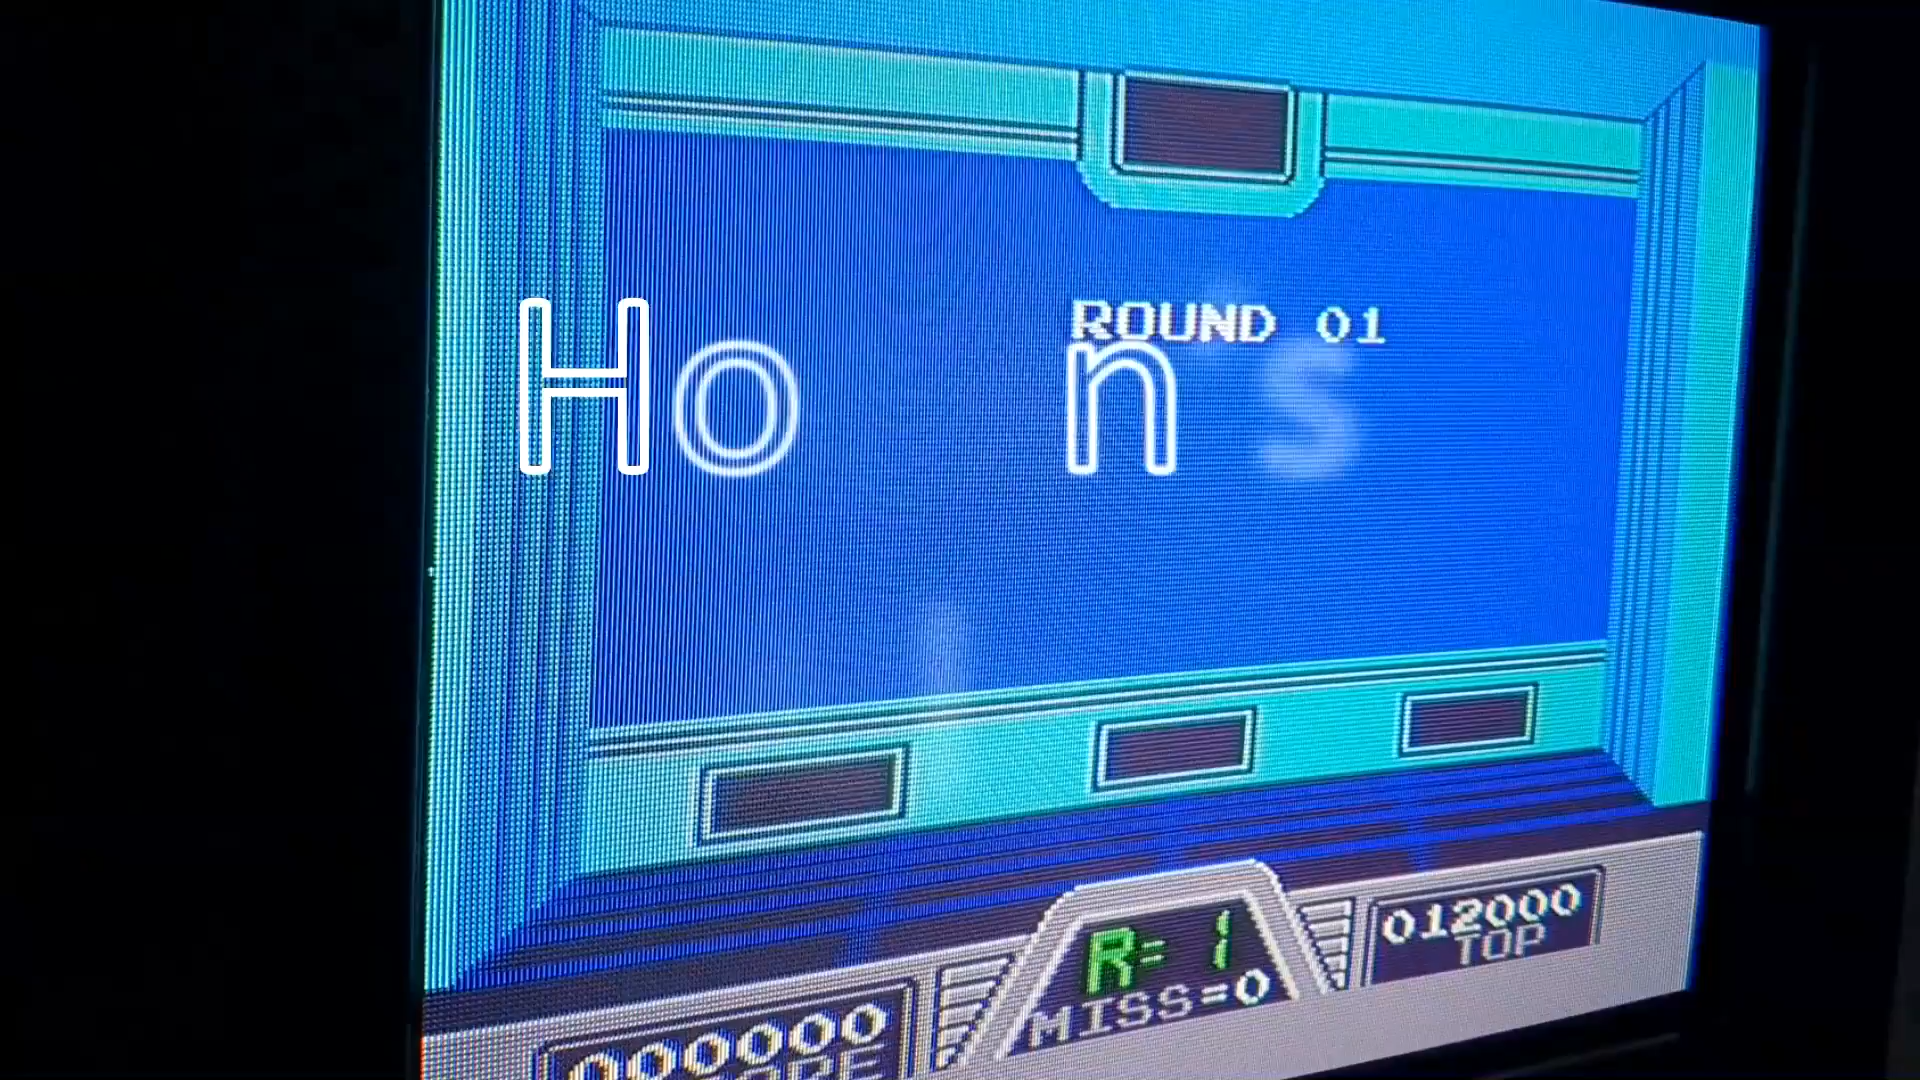 ROUND 01
Ho n s
R= 1
MISS=0
012000
TOP
000000